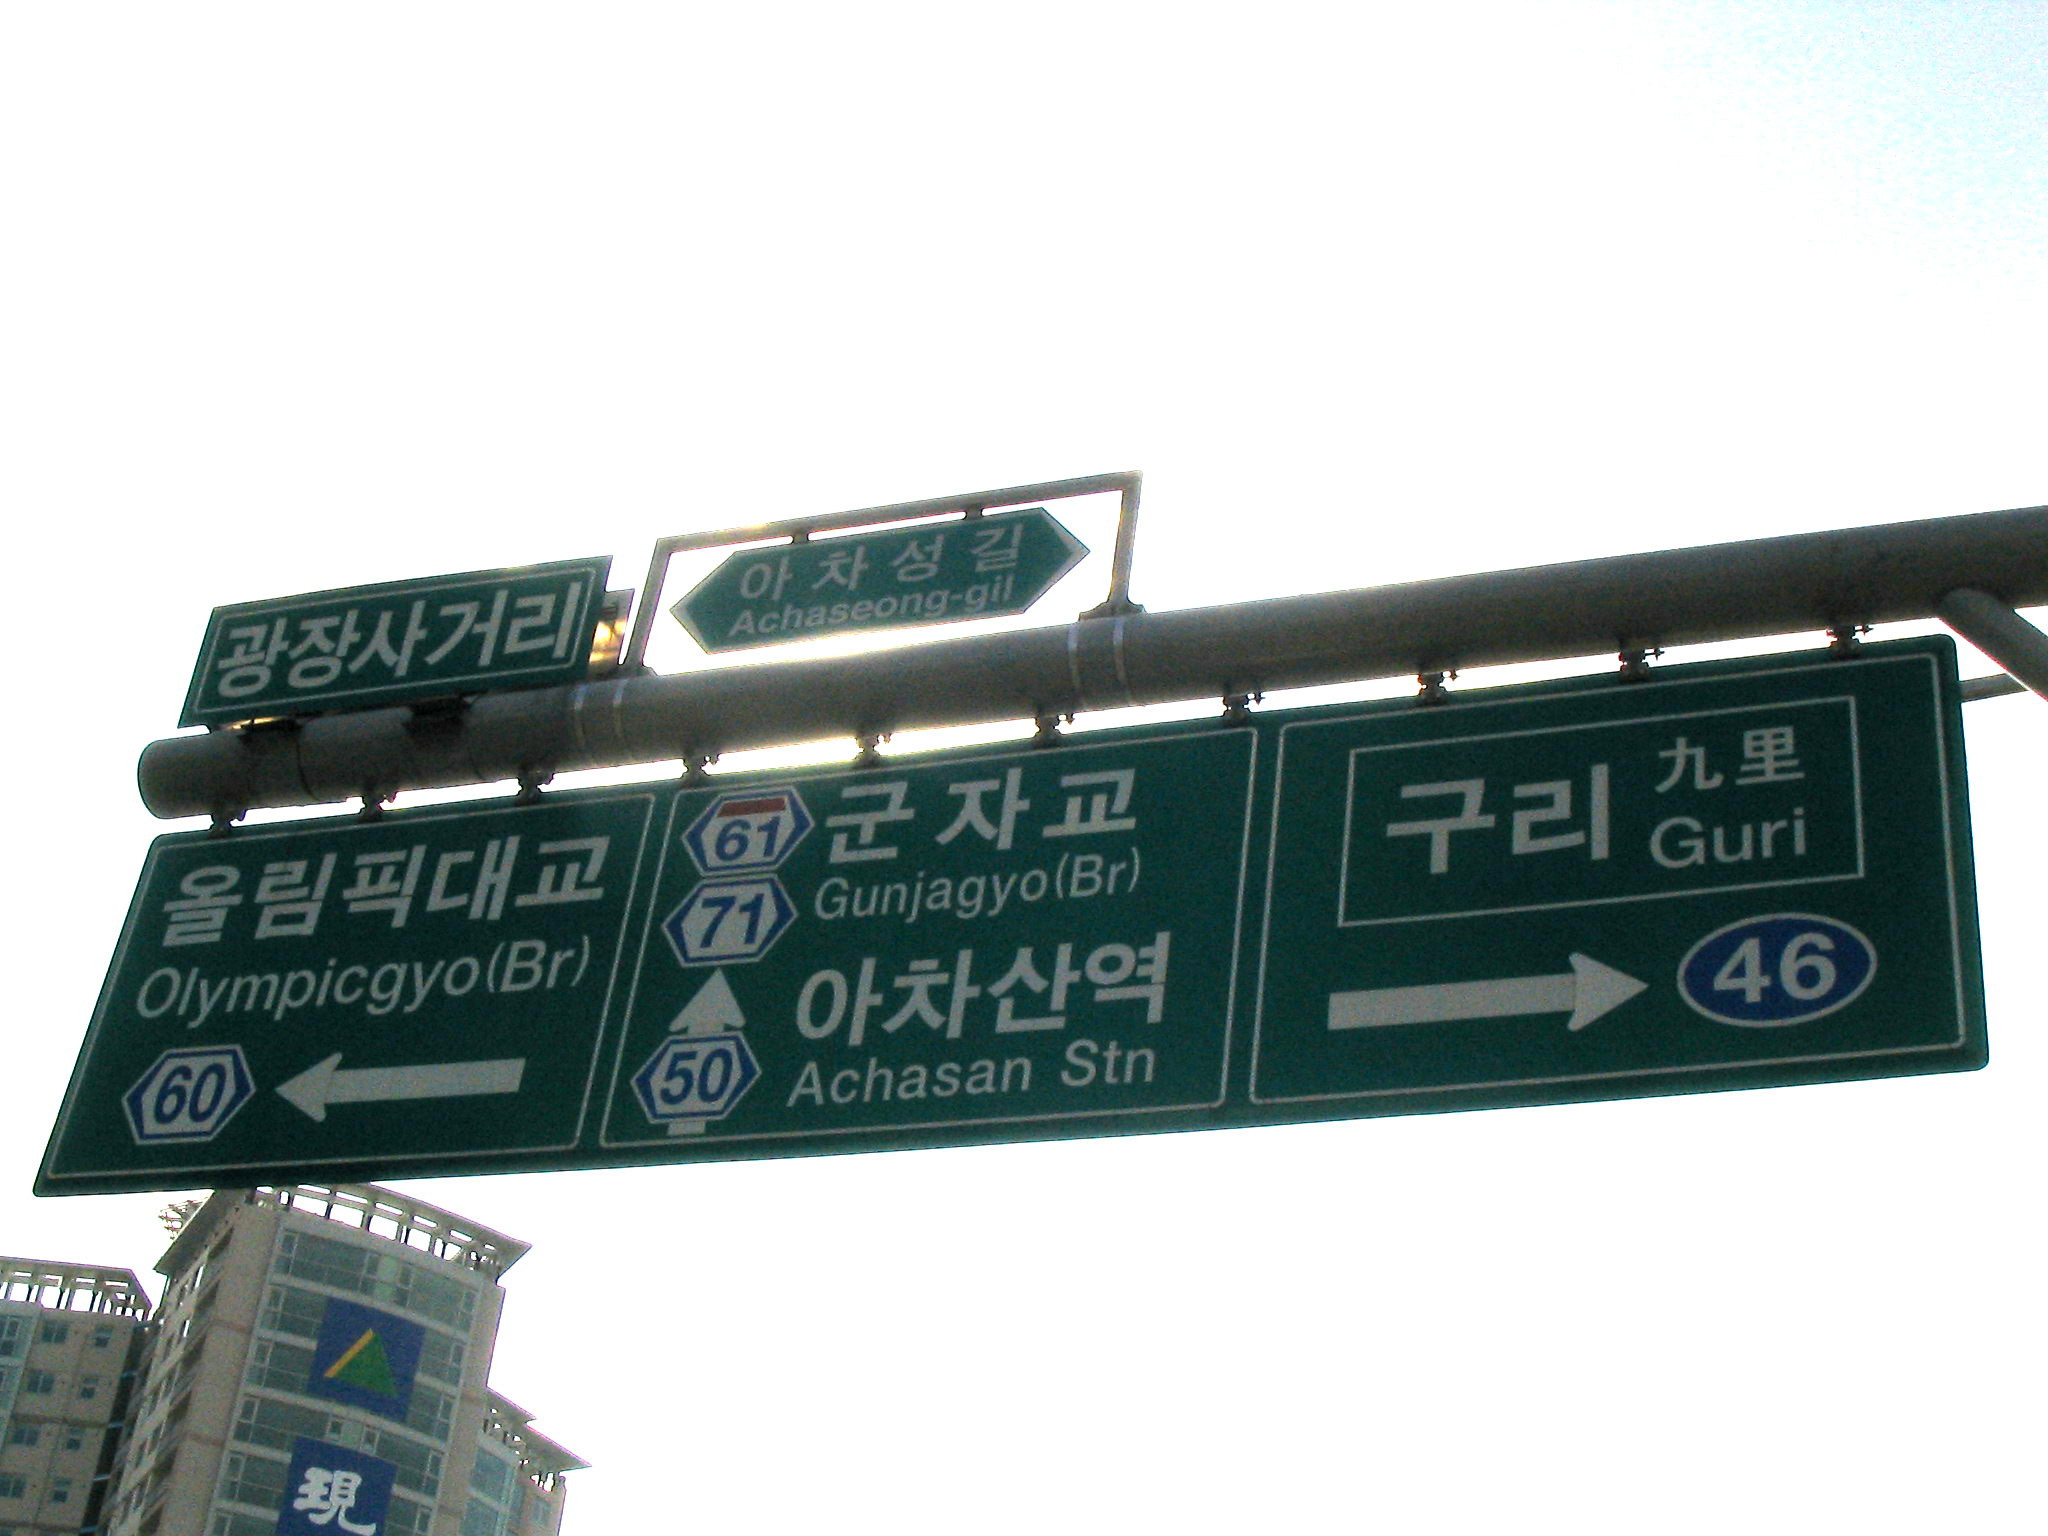 광장사거리
아차성길
Achaseong-gil
올림픽대교
Olympicgyo(Br)
60
61
군자교
71
Gunjagyo(Br)
아차산역
50
Achasan Stn
구리
九里
Guri
46
現